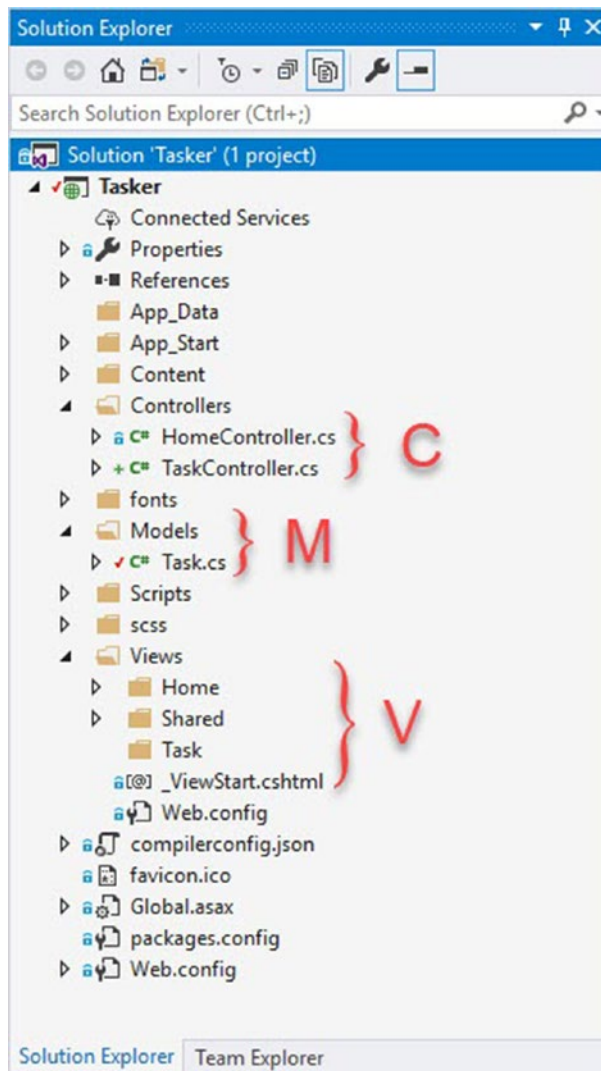 Solution Explorer
Search Solution Explorer (Ctrl+;)
Solution 'Tasker' (1 project)
Tasker
Connected Services
Properties
References
App_Data
App_Start
Content
Controllers
C# HomeController.cs
C# TaskController.cs
C
fonts
Models
C# Task.cs
M
Scripts
scss
Views
Home
Shared
Task
V
[@] _ViewStart.cshtml
Web.config
compilerconfig.json
favicon.ico
Global.asax
packages.config
Web.config
Solution Explorer Team Explorer